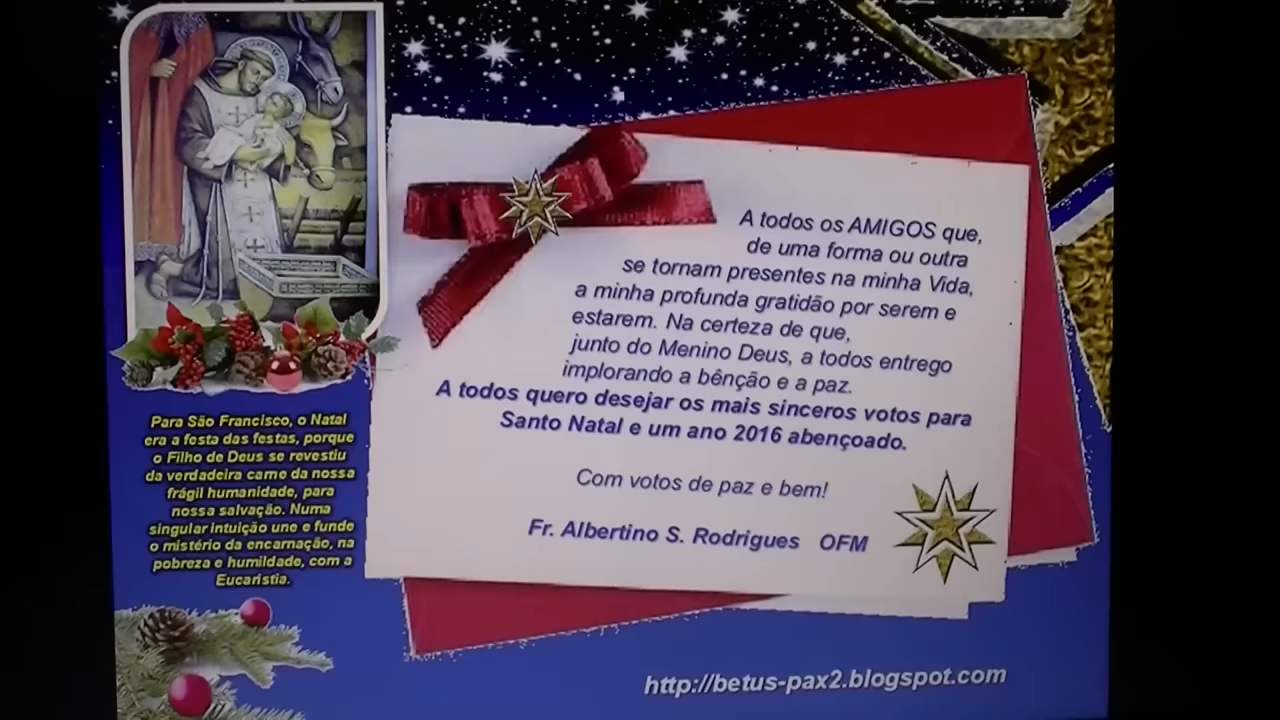 Para São Francisco, o Natal
era a festa das festas, porque
o Filho de Deus se revestiu
da verdadeira carne da nossa
frágil humanidade, para
nossa salvação. Numa
singular intuição une e funde
o mistério da encarnação, na
pobreza e humildade, com a
Eucaristia.
A todos os AMIGOS que,
de uma forma ou outra
se tornam presentes na minha Vida,
a minha profunda gratidão por serem e
estarem. Na certeza de que,
junto do Menino Deus, a todos entrego
implorando a bênção e a paz.
A todos quero desejar os mais sinceros votos para
Santo Natal e um ano 2016 abençoado.
Com votos de paz e bem!
Fr. Albertino S. Rodrigues OFM
http://betus-pax2.blogspot.com